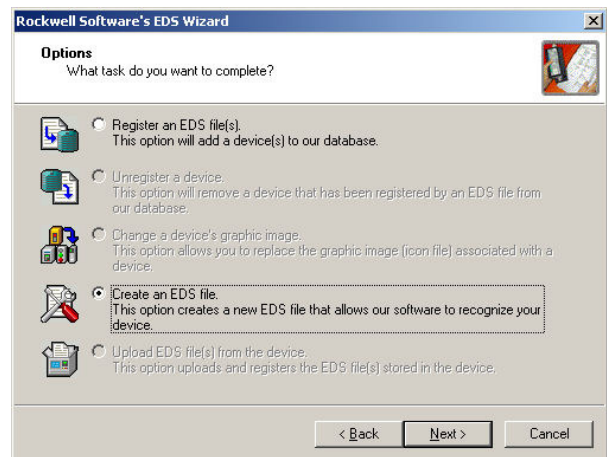 Rockwell Software's EDS Wizard
Options
What task do you want to complete?
Register an EDS file(s).
This option will add a device(s) to our database.
Unregister a device.
This option will remove a device that has been registered by an EDS file from
our database.
Change a device's graphic image.
This option allows you to replace the graphic image (icon file) associated with a
device.
Create an EDS file.
This option creates a new EDS file that allows our software to recognize your
device.
Upload EDS file(s) from the device.
This option uploads and registers the EDS file(s) stored in the device.
< Back
Next >
Cancel